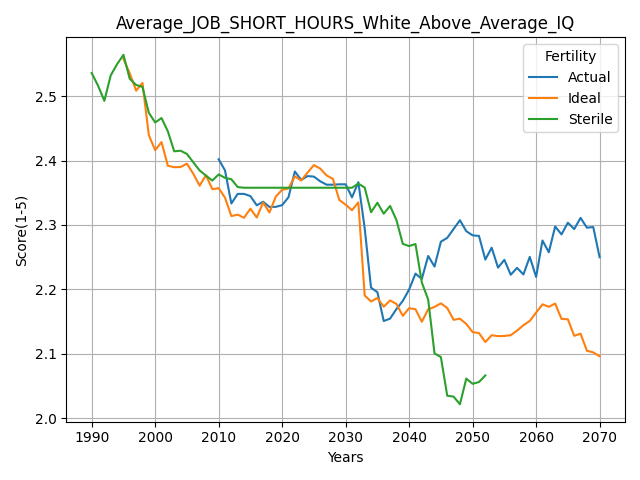 Average_JOB_SHORT_HOURS_White_Above_Average_IQ
Fertility
Actual
Ideal
Sterile
Score(1-5)
2.5
2.4
2.3
2.2
2.1
2.0
1990 2000 2010 2020 2030 2040 2050 2060 2070
Years